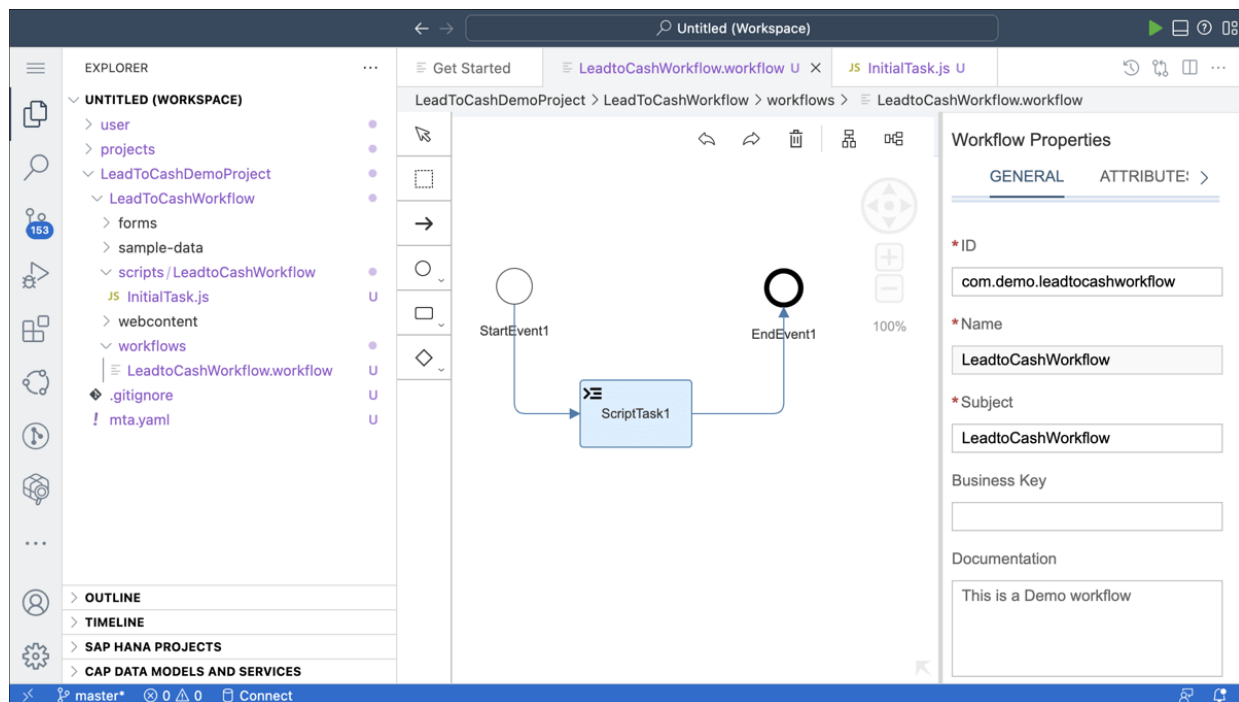 Untitled (Workspace)
EXPLORER
Get Started
LeadtoCashWorkflow.workflow U
JS InitialTask.js U
UNTITLED (WORKSPACE)
LeadToCashDemoProject > LeadToCashWorkflow > workflows > LeadtoCashWorkflow.workflow
user
projects
LeadToCashDemoProject
LeadToCashWorkflow
forms
sample-data
scripts/LeadtoCashWorkflow
JS InitialTask.js U
webcontent
workflows
LeadtoCashWorkflow.workflow U
.gitignore U
! mta.yaml U
153
OUTLINE
TIMELINE
SAP HANA PROJECTS
CAP DATA MODELS AND SERVICES
StartEvent1
EndEvent1
100%
ScriptTask1
Workflow Properties
GENERAL ATTRIBUTE:
*ID
com.demo.leadtocashworkflow
*Name
LeadtoCashWorkflow
*Subject
LeadtoCashWorkflow
Business Key
Documentation
This is a Demo workflow
master* 0 0 Connect